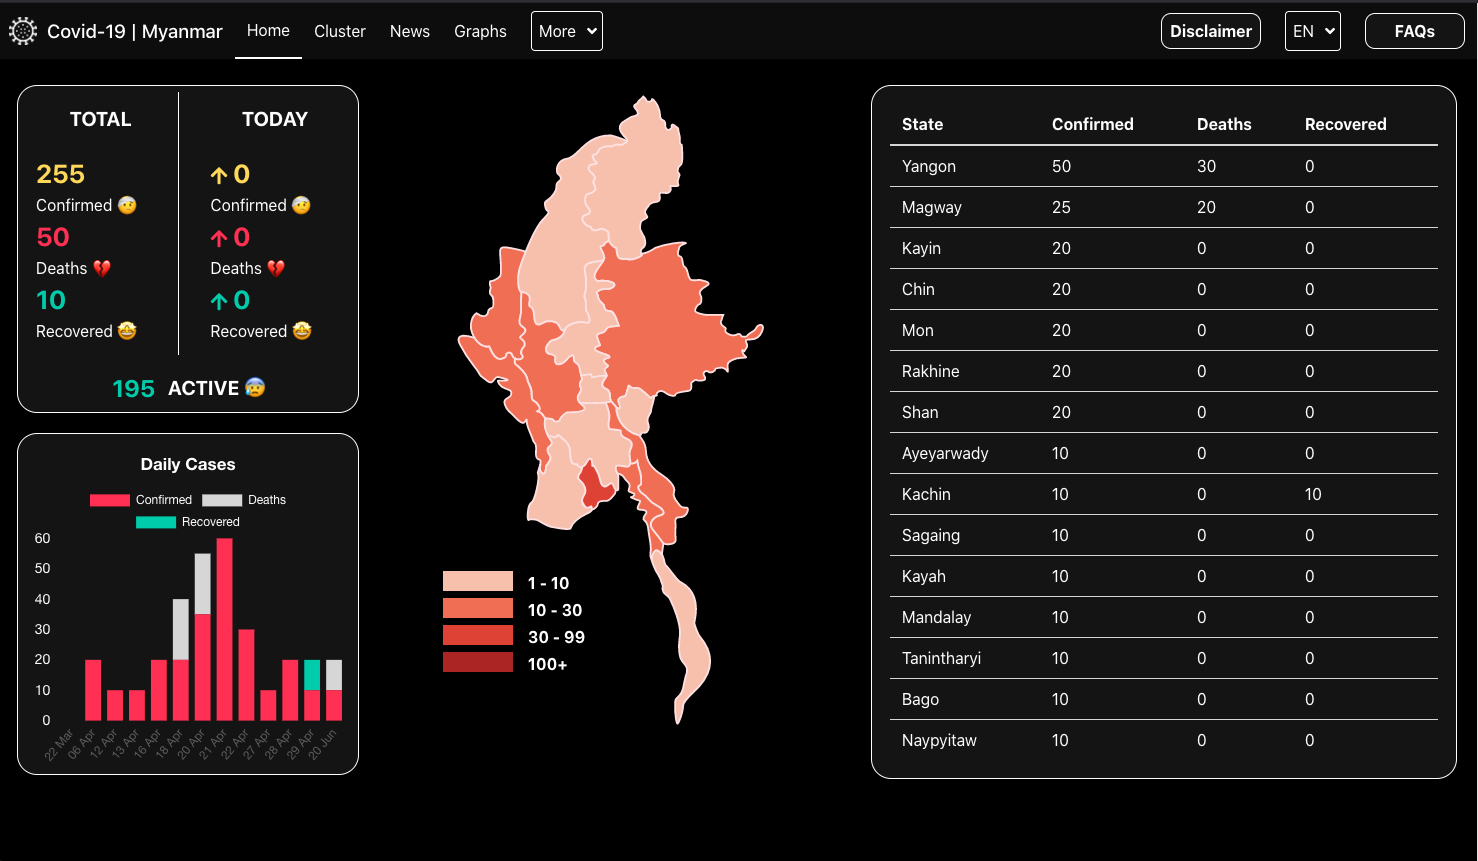 Covid-19 | Myanmar Home Cluster News Graphs More Disclaimer EN FAQs
TOTAL TODAY
255 0
Confirmed Confirmed
50 0
Deaths Deaths
10 0
Recovered Recovered
195 ACTIVE
Daily Cases
Confirmed Deaths
Recovered
60
50
40
30
20
10
0
22 Mar 06 Apr 12 Apr 13 Apr 16 Apr 18 Apr 20 Apr 21 Apr 22 Apr 27 Apr 28 Apr 29 Apr 20 Jun
1 - 10
10 - 30
30 - 99
100+
State Confirmed Deaths Recovered
Yangon 50 30 0
Magway 25 20 0
Kayin 20 0 0
Chin 20 0 0
Mon 20 0 0
Rakhine 20 0 0
Shan 20 0 0
Ayeyarwady 10 0 0
Kachin 10 0 10
Sagaing 10 0 0
Kayah 10 0 0
Mandalay 10 0 0
Tanintharyi 10 0 0
Bago 10 0 0
Naypyitaw 10 0 0